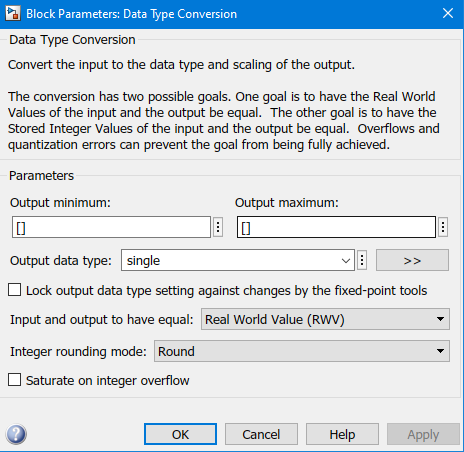 Block Parameters: Data Type Conversion
Data Type Conversion
Convert the input to the data type and scaling of the output.
The conversion has two possible goals. One goal is to have the Real World
Values of the input and the output be equal.  The other goal is to have the
Stored Integer Values of the input and the output be equal.  Overflows and
quantization errors can prevent the goal from being fully achieved.
Parameters
Output minimum: Output maximum:
[] []
Output data type: single >>
Lock output data type setting against changes by the fixed-point tools
Input and output to have equal: Real World Value (RWV)
Integer rounding mode: Round
Saturate on integer overflow
? OK Cancel Help Apply